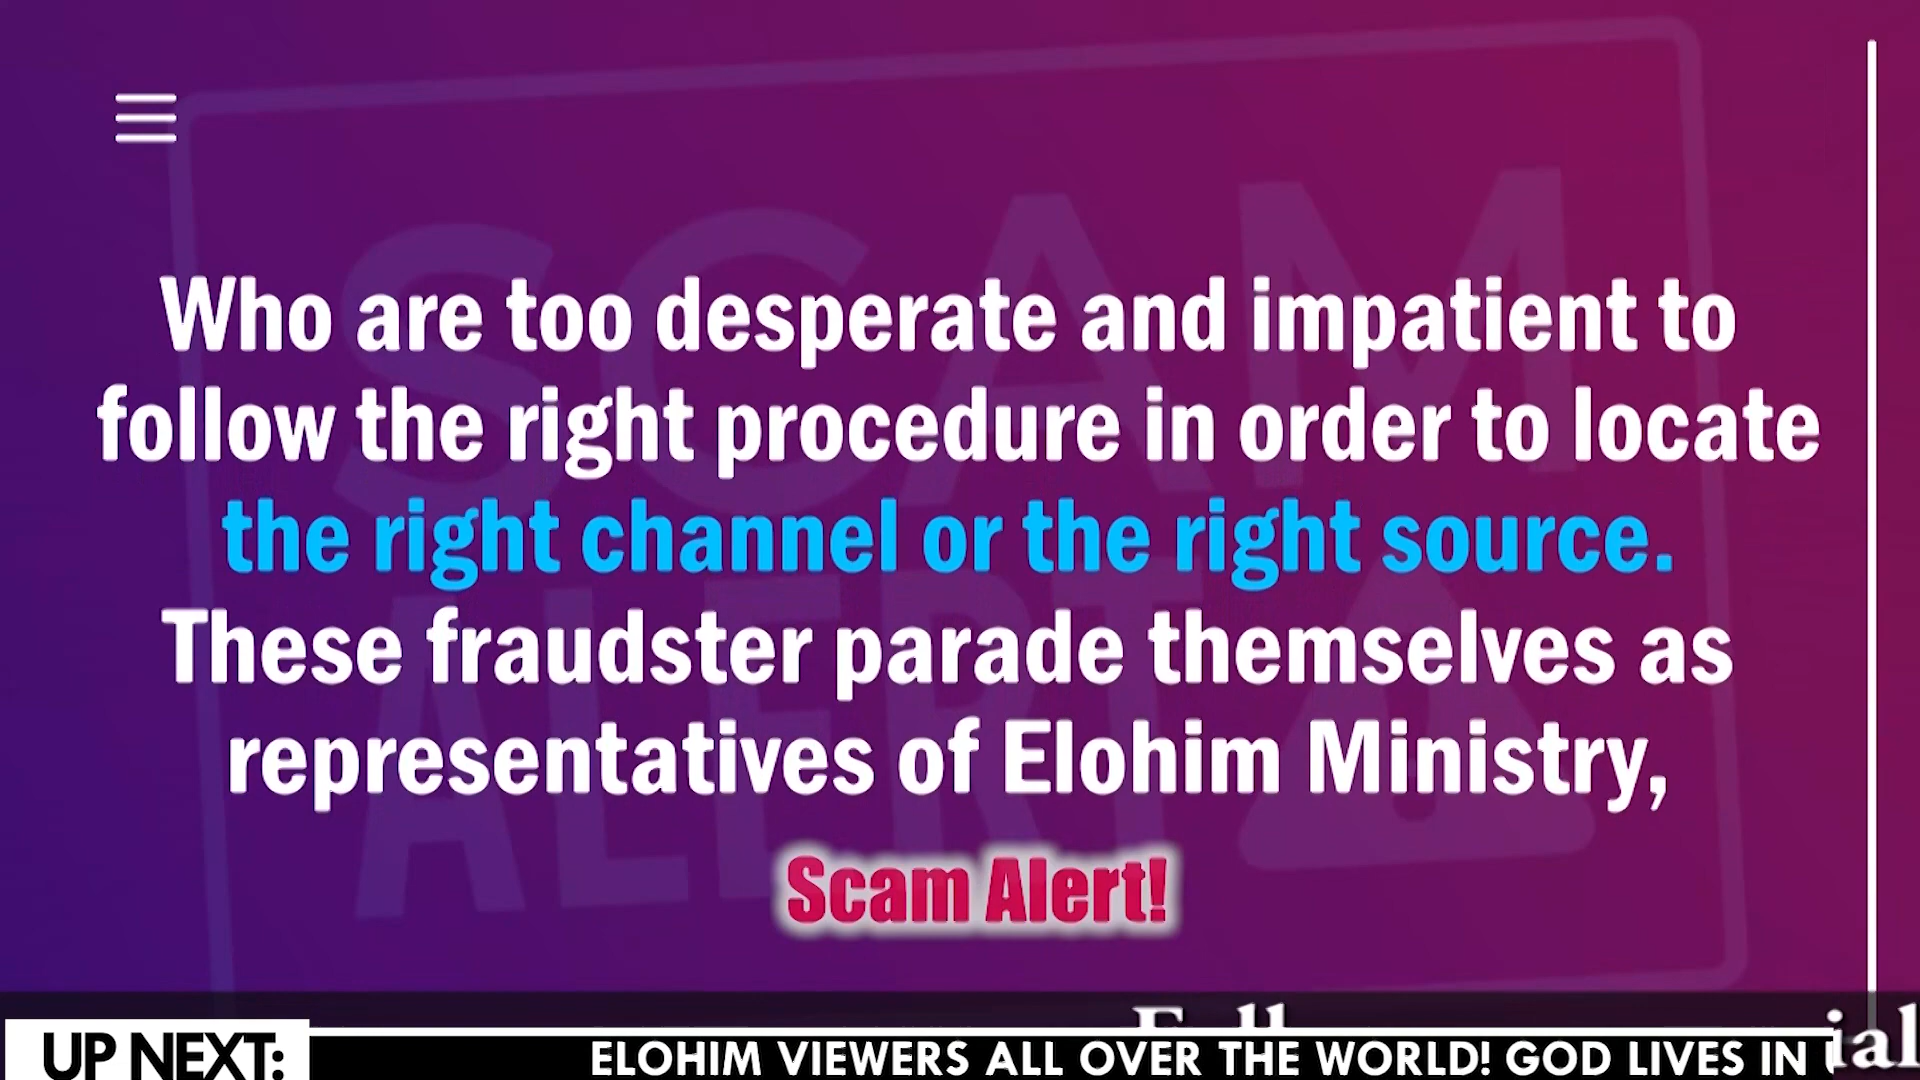 SCAM
ALERT
Who are too desperate and impatient to
follow the right procedure in order to locate
the right channel or the right source.
These fraudster parade themselves as
representatives of Elohim Ministry,
Scam Alert!
UP NEXT:
ELOHIM VIEWERS ALL OVER THE WORLD! GOD LIVES IN